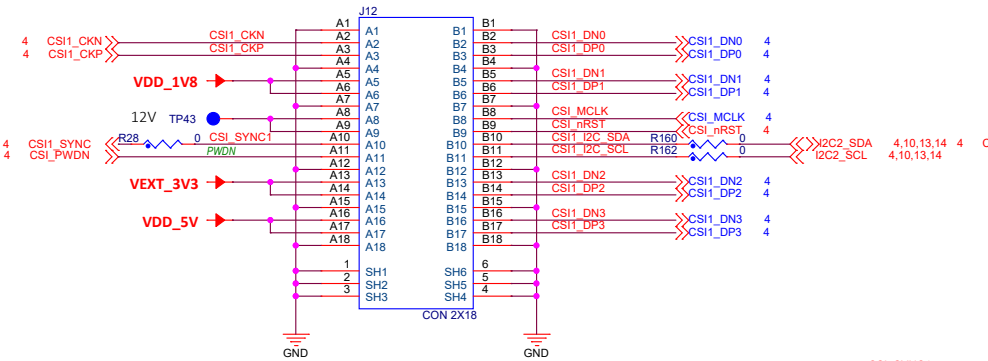 J12
A1 A1 B1 B1
4 CSI1_CKN CSI1_CKN A2 A2 B2 B2 CSI1_DN0 CSI1_DN0 4
4 CSI1_CKP CSI1_CKP A3 A3 B3 B3 CSI1_DP0 CSI1_DP0 4
A4 A4 B4 B4
VDD_1V8 A5 A5 B5 B5 CSI1_DN1 CSI1_DN1 4
A6 A6 B6 B6 CSI1_DP1 CSI1_DP1 4
A7 A7 B7 B7
12V TP43 A8 A8 B8 B8 CSI_MCLK CSI_MCLK 4
A9 A9 B9 B9 CSI_nRST CSI_nRST 4
4 CSI1_SYNC R28 0 CSI_SYNC1 A10 A10 B10 B10 CSI1_I2C_SDA R160 0 I2C2_SDA 4,10,13,14 4
4 CSI_PWDN PWDN A11 A11 B11 B11 CSI1_I2C_SCL R162 0 I2C2_SCL 4,10,13,14
A12 A12 B12 B12
VEXT_3V3 A13 A13 B13 B13 CSI1_DN2 CSI1_DN2 4
A14 A14 B14 B14 CSI1_DP2 CSI1_DP2 4
A15 A15 B15 B15
VDD_5V A16 A16 B16 B16 CSI1_DN3 CSI1_DN3 4
A17 A17 B17 B17 CSI1_DP3 CSI1_DP3 4
A18 A18 B18 B18
1 SH1 SH6 6
2 SH2 SH5 5
3 SH3 SH4 4
CON 2X18
GND GND